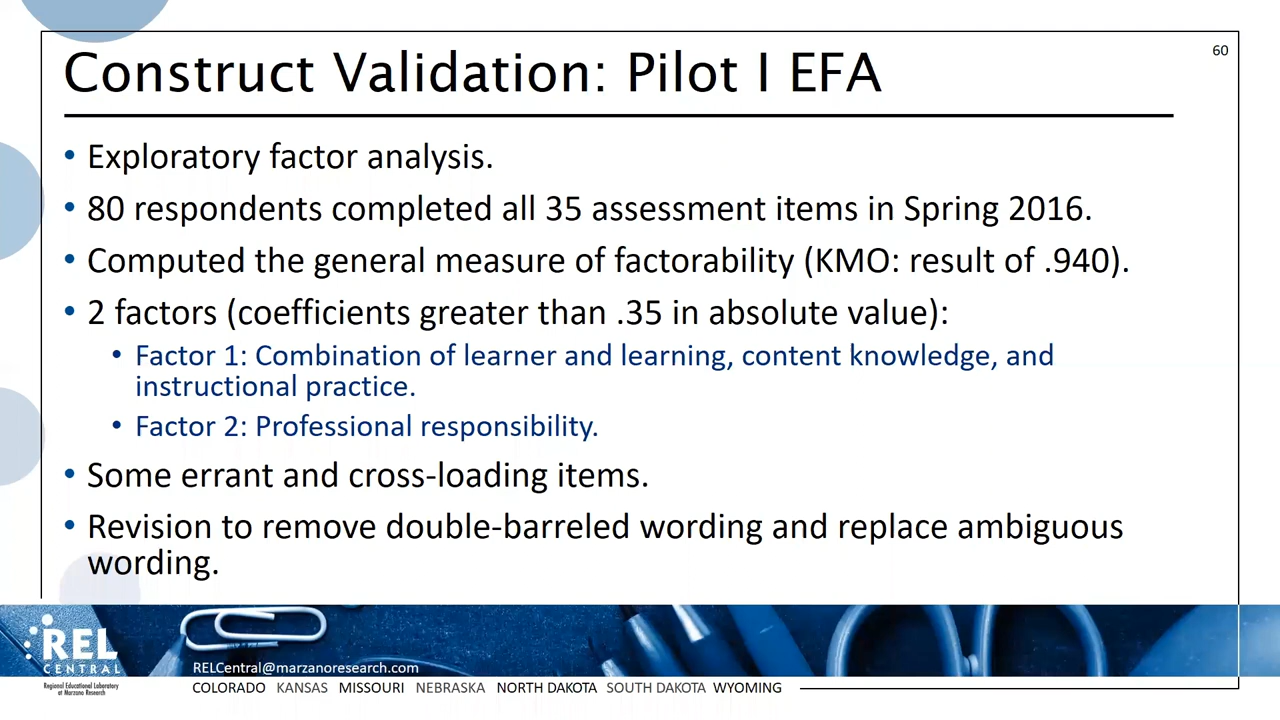 60
Construct Validation: Pilot I EFA
• Exploratory factor analysis.
• 80 respondents completed all 35 assessment items in Spring 2016.
• Computed the general measure of factorability (KMO: result of .940).
• 2 factors (coefficients greater than .35 in absolute value):
• Factor 1: Combination of learner and learning, content knowledge, and
instructional practice.
• Factor 2: Professional responsibility.
• Some errant and cross-loading items.
• Revision to remove double-barreled wording and replace ambiguous
wording.
REL
CENTRAL
Regional Educational Laboratory
at Marzano Research
RELCentral@marzanoresearch.com
COLORADO KANSAS MISSOURI NEBRASKA NORTH DAKOTA SOUTH DAKOTA WYOMING